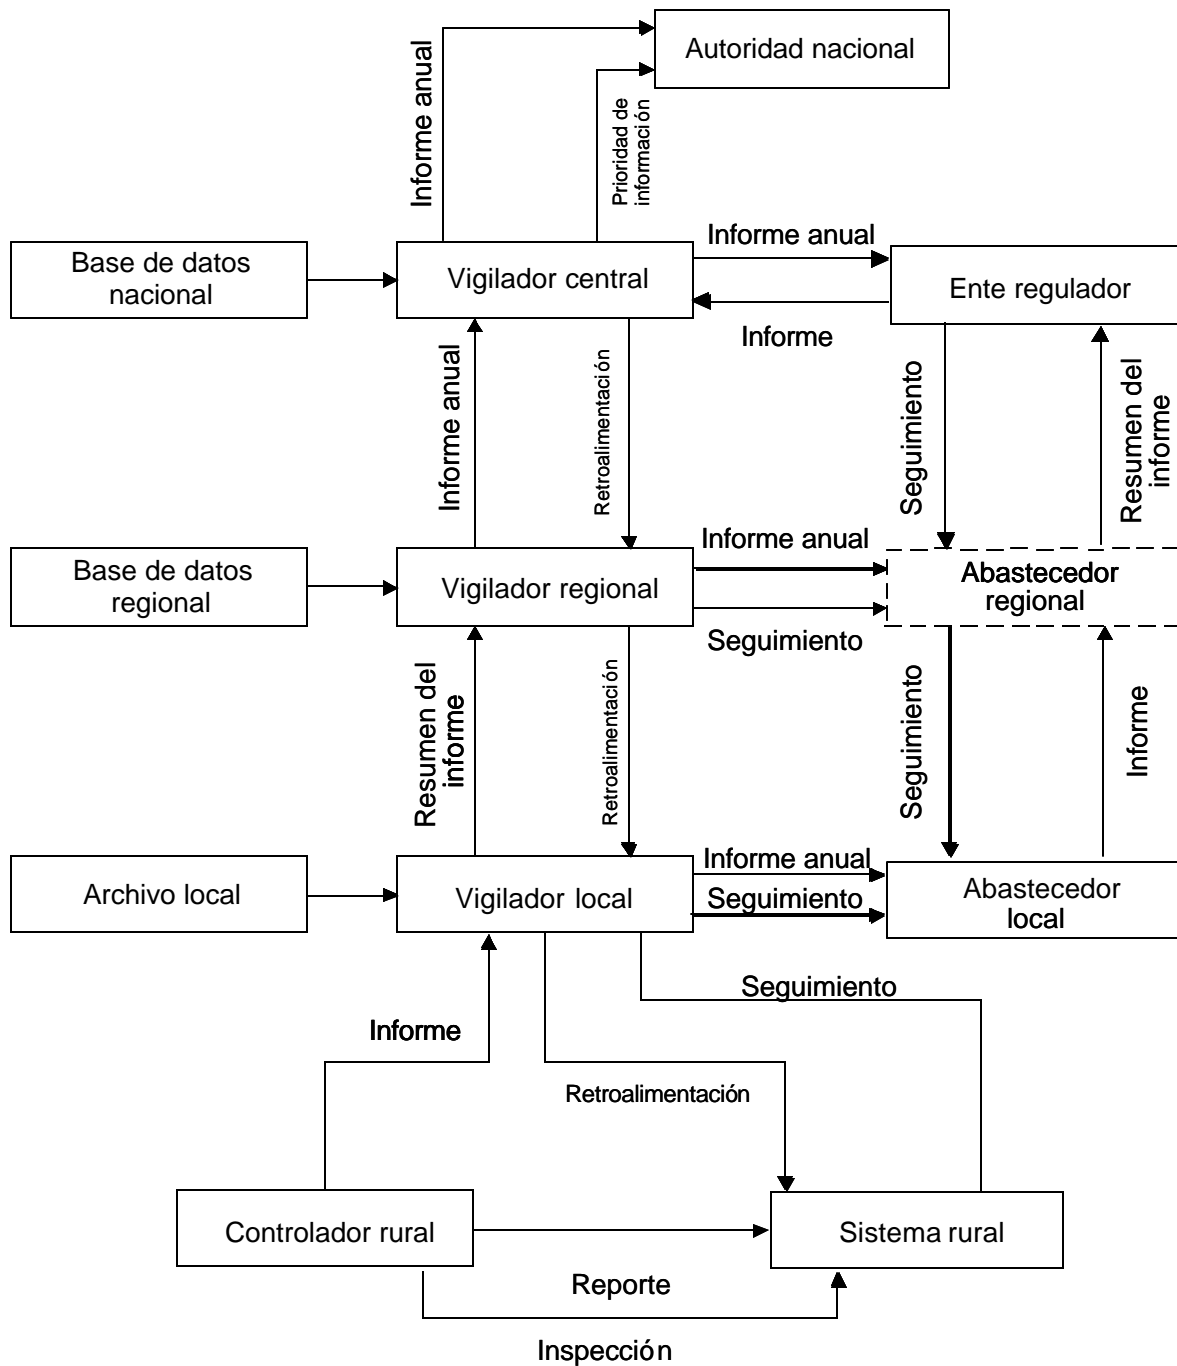 Autoridad nacional
Informe anual
Prioridad de
información
Informe anual
Base de datos
nacional
Vigilador central
Ente regulador
Informe
Informe anual
Retroalimentación
Seguimiento
Resumen del
informe
Informe anual
Base de datos
regional
Vigilador regional
Abastecedor
regional
Seguimiento
Resumen del
informe
Retroalimentación
Seguimiento
Informe
Informe anual
Archivo local
Vigilador local
Seguimiento
Abastecedor
local
Seguimiento
Informe
Retroalimentación
Controlador rural
Sistema rural
Reporte
Inspección